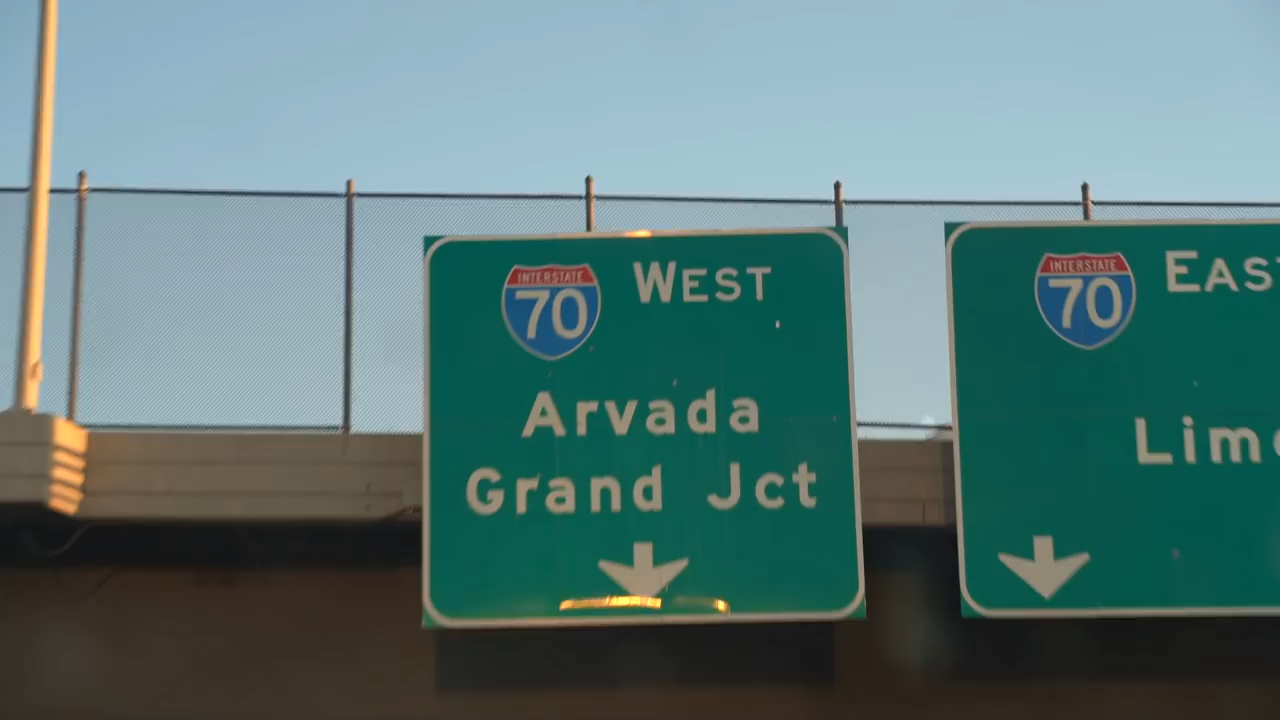 INTERSTATE
70 WEST
Arvada
Grand Jct
INTERSTATE
70